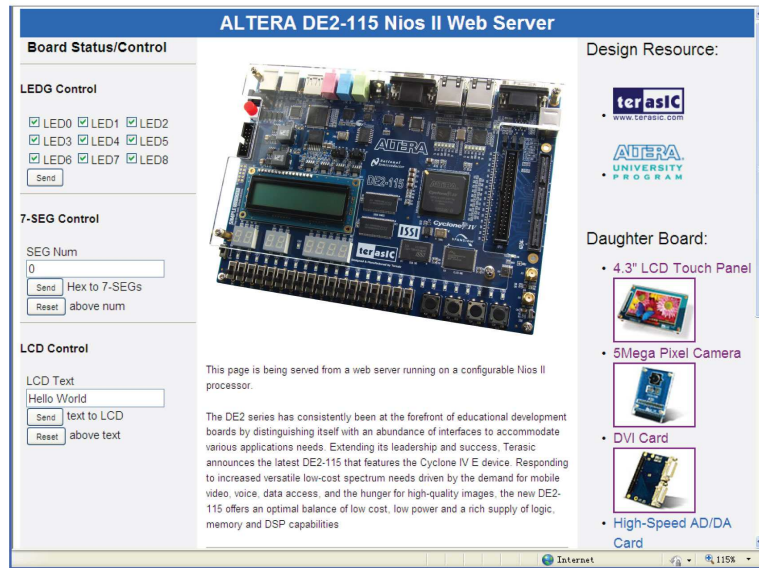 ALTERA DE2-115 Nios II Web Server
Board Status/Control
LEDG Control
LED0 LED1 LED2
LED3 LED4 LED5
LED6 LED7 LED8
Send
7-SEG Control
SEG Num
0
Send Hex to 7-SEGs
Reset above num
LCD Control
LCD Text
Hello World
Send text to LCD
Reset above text
ALTERA
National
Semiconductor
DE2-115
Cyclone IV
ISSI
terasIC
This page is being served from a web server running on a configurable Nios II
processor.
The DE2 series has consistently been at the forefront of educational development
boards by distinguishing itself with an abundance of interfaces to accommodate
various applications needs. Extending its leadership and success, Terasic
announces the latest DE2-115 that features the Cyclone IV E device. Responding
to increased versatile low-cost spectrum needs driven by the demand for mobile
video, voice, data access, and the hunger for high-quality images, the new DE2-
115 offers an optimal balance of low cost, low power and a rich supply of logic,
memory and DSP capabilities
Design Resource:
terasIC
www.terasic.com
ALTERA
UNIVERSITY
PROGRAM
Daughter Board:
4.3" LCD Touch Panel
5Mega Pixel Camera
DVI Card
High-Speed AD/DA
Card
Internet
115%